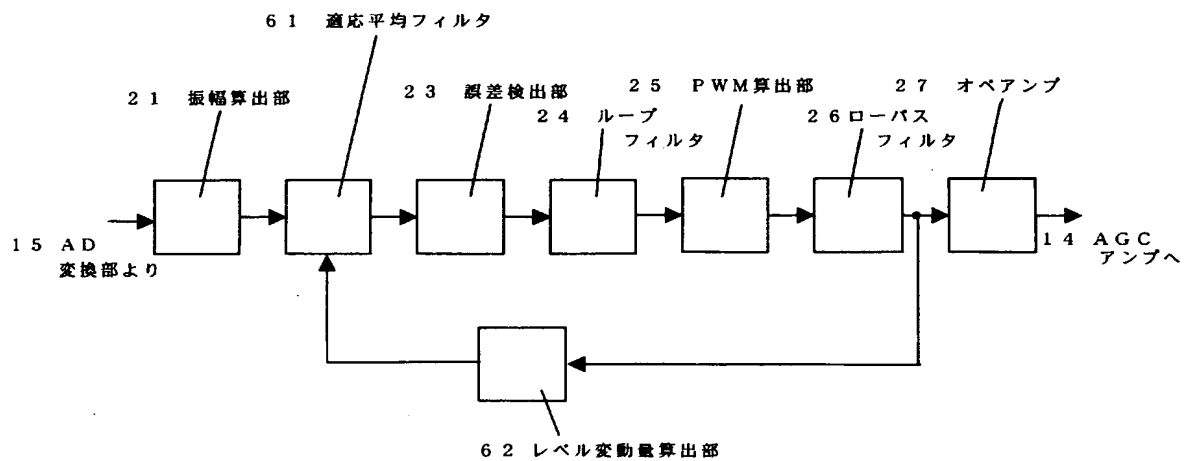 ６１　適応平均フィルタ
２１　振幅算出部
２３　誤差検出部
２４　ループ
フィルタ
２５　ＰＷＭ算出部
２６ローパス
フィルタ
２７　オペアンプ
１５　ＡＤ
変換部より
１４　ＡＧＣ
アンプへ
６２　レベル変動量算出部